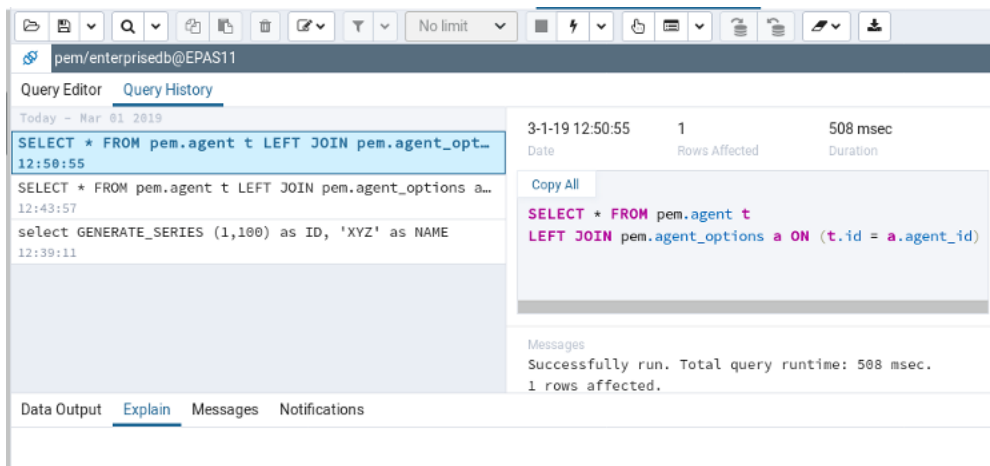 No limit
pem/enterprisedb@EPAS11
Query Editor Query History
Today - Mar 01 2019
SELECT * FROM pem.agent t LEFT JOIN pem.agent_opt…
12:50:55
SELECT * FROM pem.agent t LEFT JOIN pem.agent_options a…
12:43:57
select GENERATE_SERIES (1,100) as ID, 'XYZ' as NAME
12:39:11
3-1-19 12:50:55 1 508 msec
Date Rows Affected Duration
Copy All
SELECT * FROM pem.agent t
LEFT JOIN pem.agent_options a ON (t.id = a.agent_id)
Messages
Successfully run. Total query runtime: 508 msec.
1 rows affected.
Data Output Explain Messages Notifications